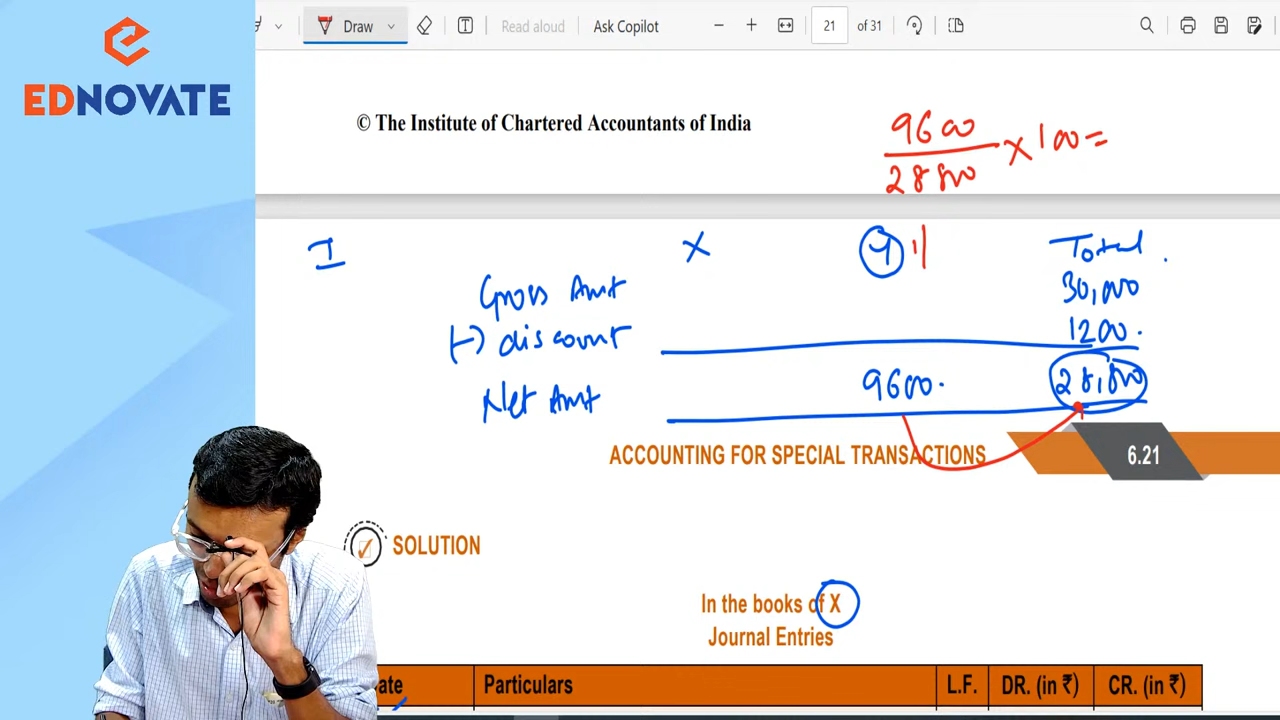 EDNOVATE
Draw
Read aloud
Ask Copilot
21
of 31
© The Institute of Chartered Accountants of India
9600
28800
X 100 =
I X Y Total
Gross Amt 30,000
(-) discount 1200
Net Amt 9600 28,800
ACCOUNTING FOR SPECIAL TRANSACTIONS
6.21
SOLUTION
In the books of X
Journal Entries
ate Particulars L.F. DR. (in ₹) CR. (in ₹)